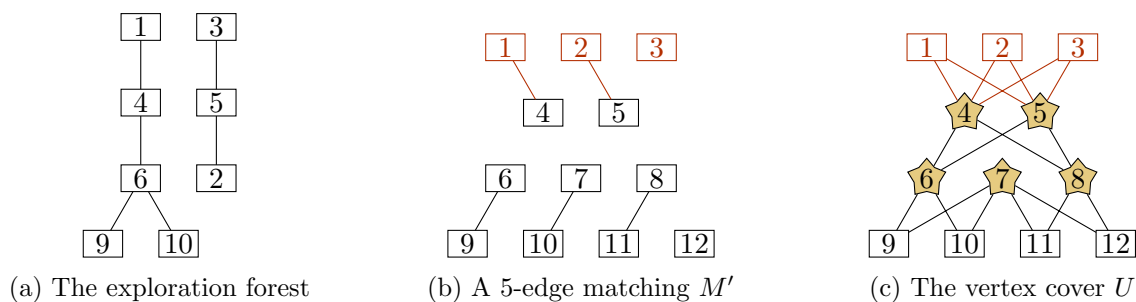 1 3
4 5
6 2
9 10
(a) The exploration forest
1 2 3
4 5
6 7 8
9 10 11 12
(b) A 5-edge matching M′
1 2 3
4 5
6 7 8
9 10 11 12
(c) The vertex cover U